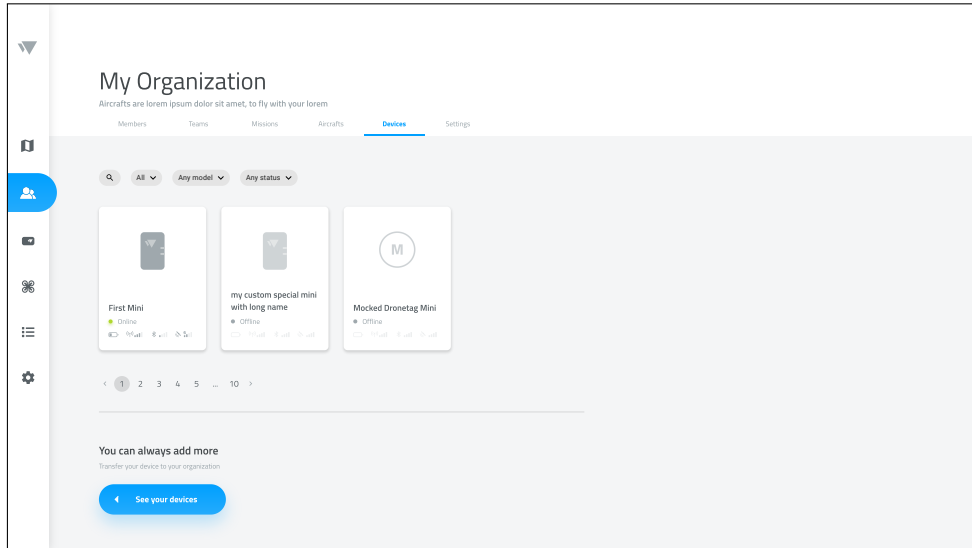 My Organization
Aircrafts are lorem ipsum dolor sit amet, to fly with your lorem
Members Teams Missions Aircrafts Devices Settings
All Any model Any status
M
First Mini
Online
my custom special mini
with long name
Offline
Mocked Dronetag Mini
Offline
1 2 3 4 5 ... 10
You can always add more
Transfer your device to your organization
See your devices